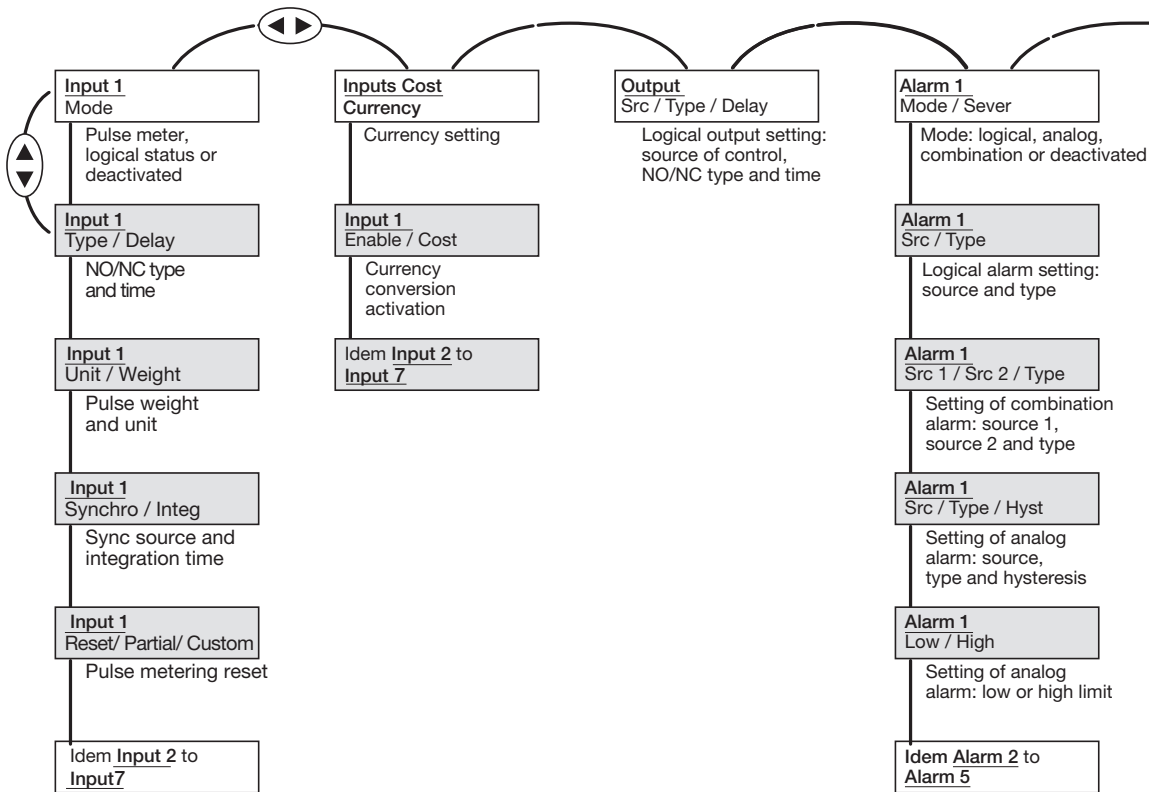 Input 1
Mode
Pulse meter,
logical status or
deactivated
Input 1
Type / Delay
NO/NC type
and time
Input 1
Unit / Weight
Pulse weight
and unit
Input 1
Synchro / Integ
Sync source and
integration time
Input 1
Reset/ Partial/ Custom
Pulse metering reset
Idem Input 2 to
Input7
Inputs Cost
Currency
Currency setting
Input 1
Enable / Cost
Currency
conversion
activation
Idem Input 2 to
Input 7
Output
Src / Type / Delay
Logical output setting:
source of control,
NO/NC type and time
Alarm 1
Mode / Sever
Mode: logical, analog,
combination or deactivated
Alarm 1
Src / Type
Logical alarm setting:
source and type
Alarm 1
Src 1 / Src 2 / Type
Setting of combination
alarm: source 1,
source 2 and type
Alarm 1
Src / Type / Hyst
Setting of analog
alarm: source,
type and hysteresis
Alarm 1
Low / High
Setting of analog
alarm: low or high limit
Idem Alarm 2 to
Alarm 5